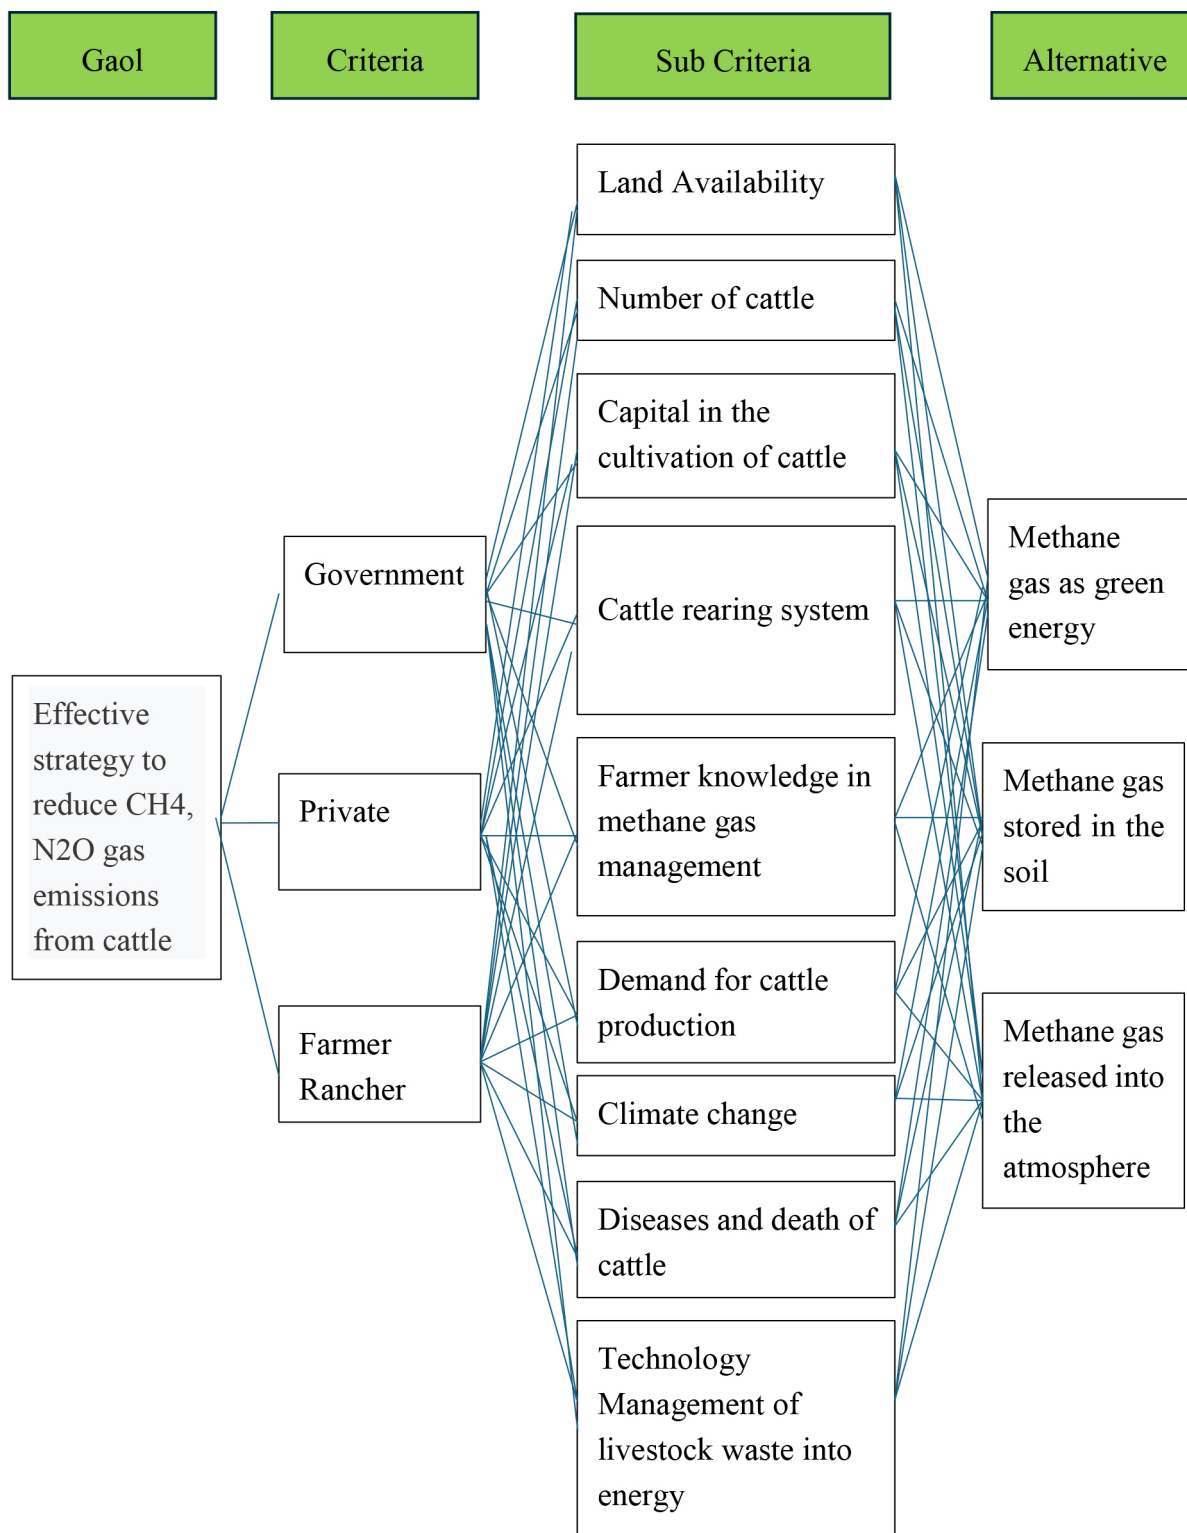 Gaol
Criteria
Sub Criteria
Alternative
Effective
strategy to
reduce CH4,
N2O gas
emissions
from cattle
Government
Private
Farmer
Rancher
Land Availability
Number of cattle
Capital in the
cultivation of cattle
Cattle rearing system
Farmer knowledge in
methane gas
management
Demand for cattle
production
Climate change
Diseases and death of
cattle
Technology
Management of
livestock waste into
energy
Methane
gas as green
energy
Methane gas
stored in the
soil
Methane gas
released into
the
atmosphere